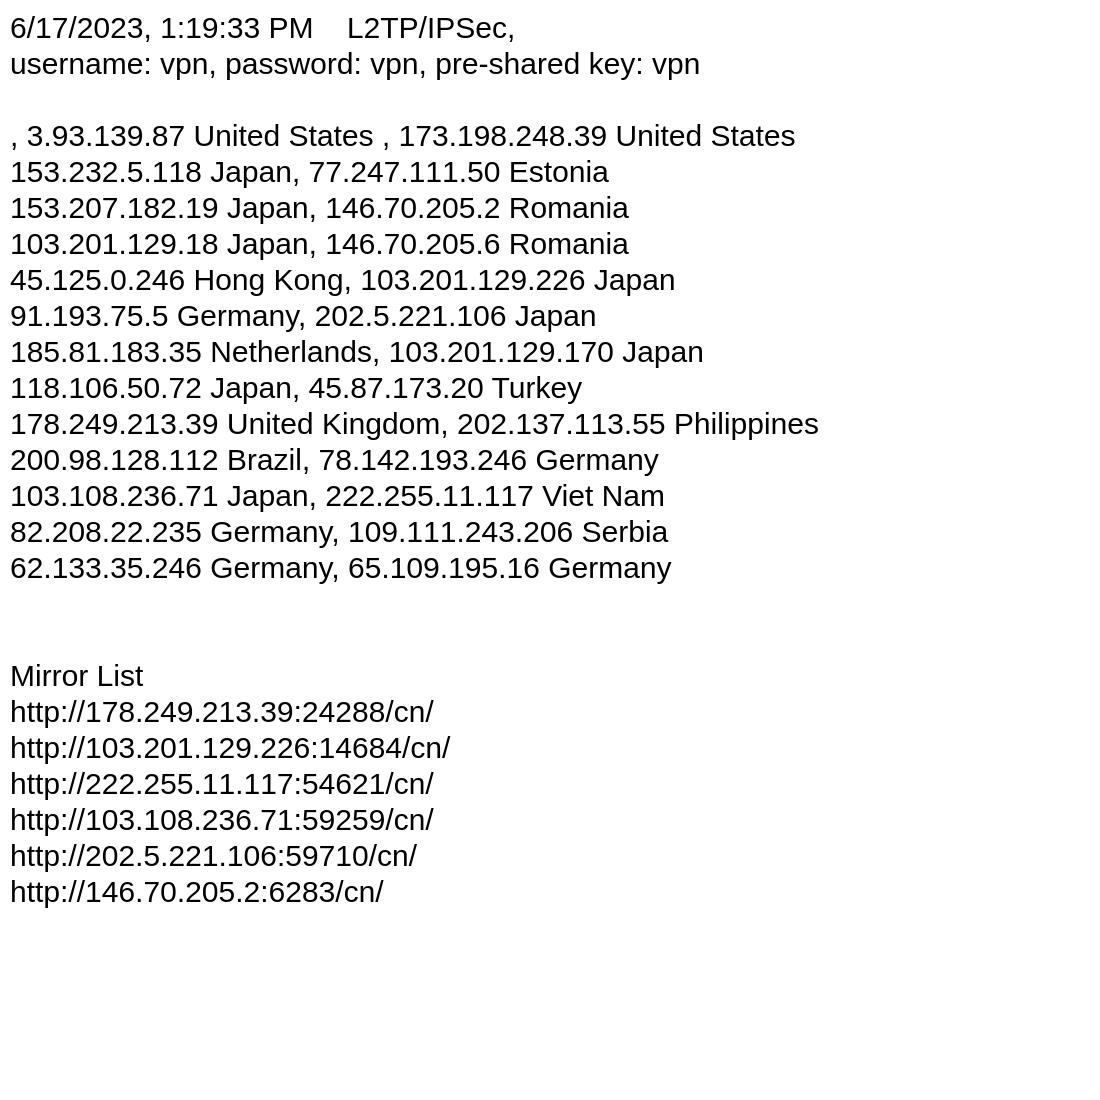 6/17/2023, 1:19:33 PM    L2TP/IPSec,
username: vpn, password: vpn, pre-shared key: vpn
, 3.93.139.87 United States , 173.198.248.39 United States
153.232.5.118 Japan, 77.247.111.50 Estonia
153.207.182.19 Japan, 146.70.205.2 Romania
103.201.129.18 Japan, 146.70.205.6 Romania
45.125.0.246 Hong Kong, 103.201.129.226 Japan
91.193.75.5 Germany, 202.5.221.106 Japan
185.81.183.35 Netherlands, 103.201.129.170 Japan
118.106.50.72 Japan, 45.87.173.20 Turkey
178.249.213.39 United Kingdom, 202.137.113.55 Philippines
200.98.128.112 Brazil, 78.142.193.246 Germany
103.108.236.71 Japan, 222.255.11.117 Viet Nam
82.208.22.235 Germany, 109.111.243.206 Serbia
62.133.35.246 Germany, 65.109.195.16 Germany
Mirror List
http://178.249.213.39:24288/cn/
http://103.201.129.226:14684/cn/
http://222.255.11.117:54621/cn/
http://103.108.236.71:59259/cn/
http://202.5.221.106:59710/cn/
http://146.70.205.2:6283/cn/